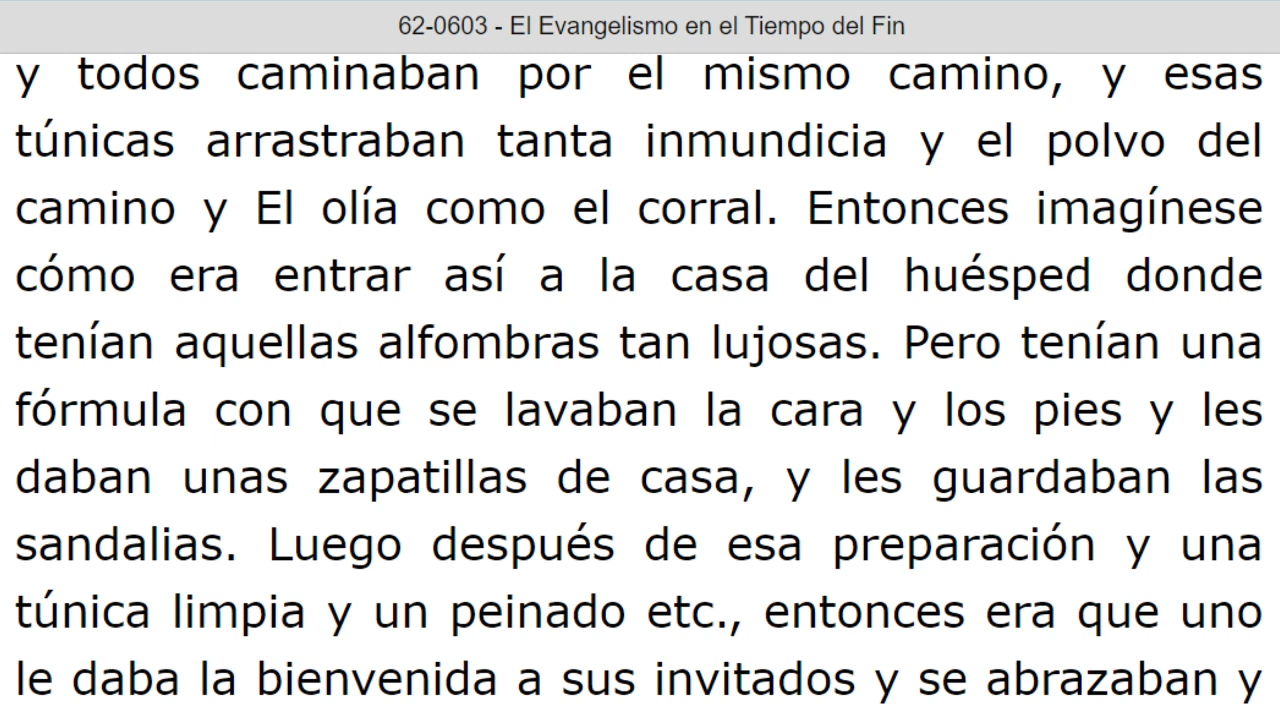 62-0603 - El Evangelismo en el Tiempo del Fin
y todos caminaban por el mismo camino, y esas
túnicas arrastraban tanta inmundicia y el polvo del
camino y El olía como el corral. Entonces imagínese
cómo era entrar así a la casa del huésped donde
tenían aquellas alfombras tan lujosas. Pero tenían una
fórmula con que se lavaban la cara y los pies y les
daban unas zapatillas de casa, y les guardaban las
sandalias. Luego después de esa preparación y una
túnica limpia y un peinado etc., entonces era que uno
le daba la bienvenida a sus invitados y se abrazaban y